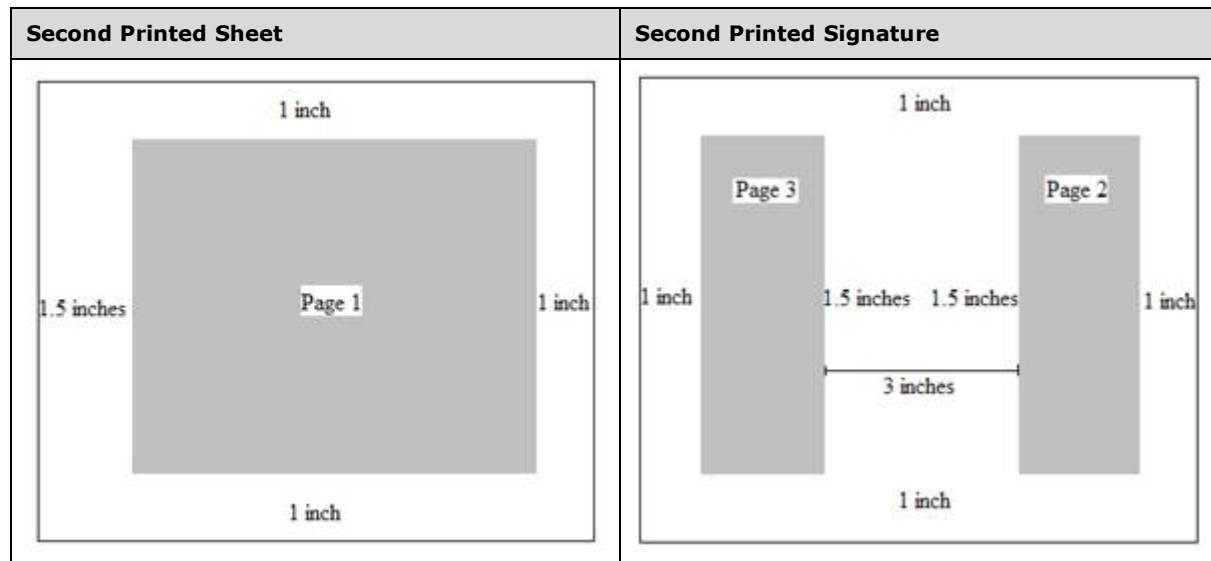 Second Printed Sheet
Second Printed Signature
1 inch
1.5 inches
Page 1
1 inch
1 inch
1 inch
Page 3
Page 2
1 inch
1.5 inches 1.5 inches
1 inch
3 inches
1 inch